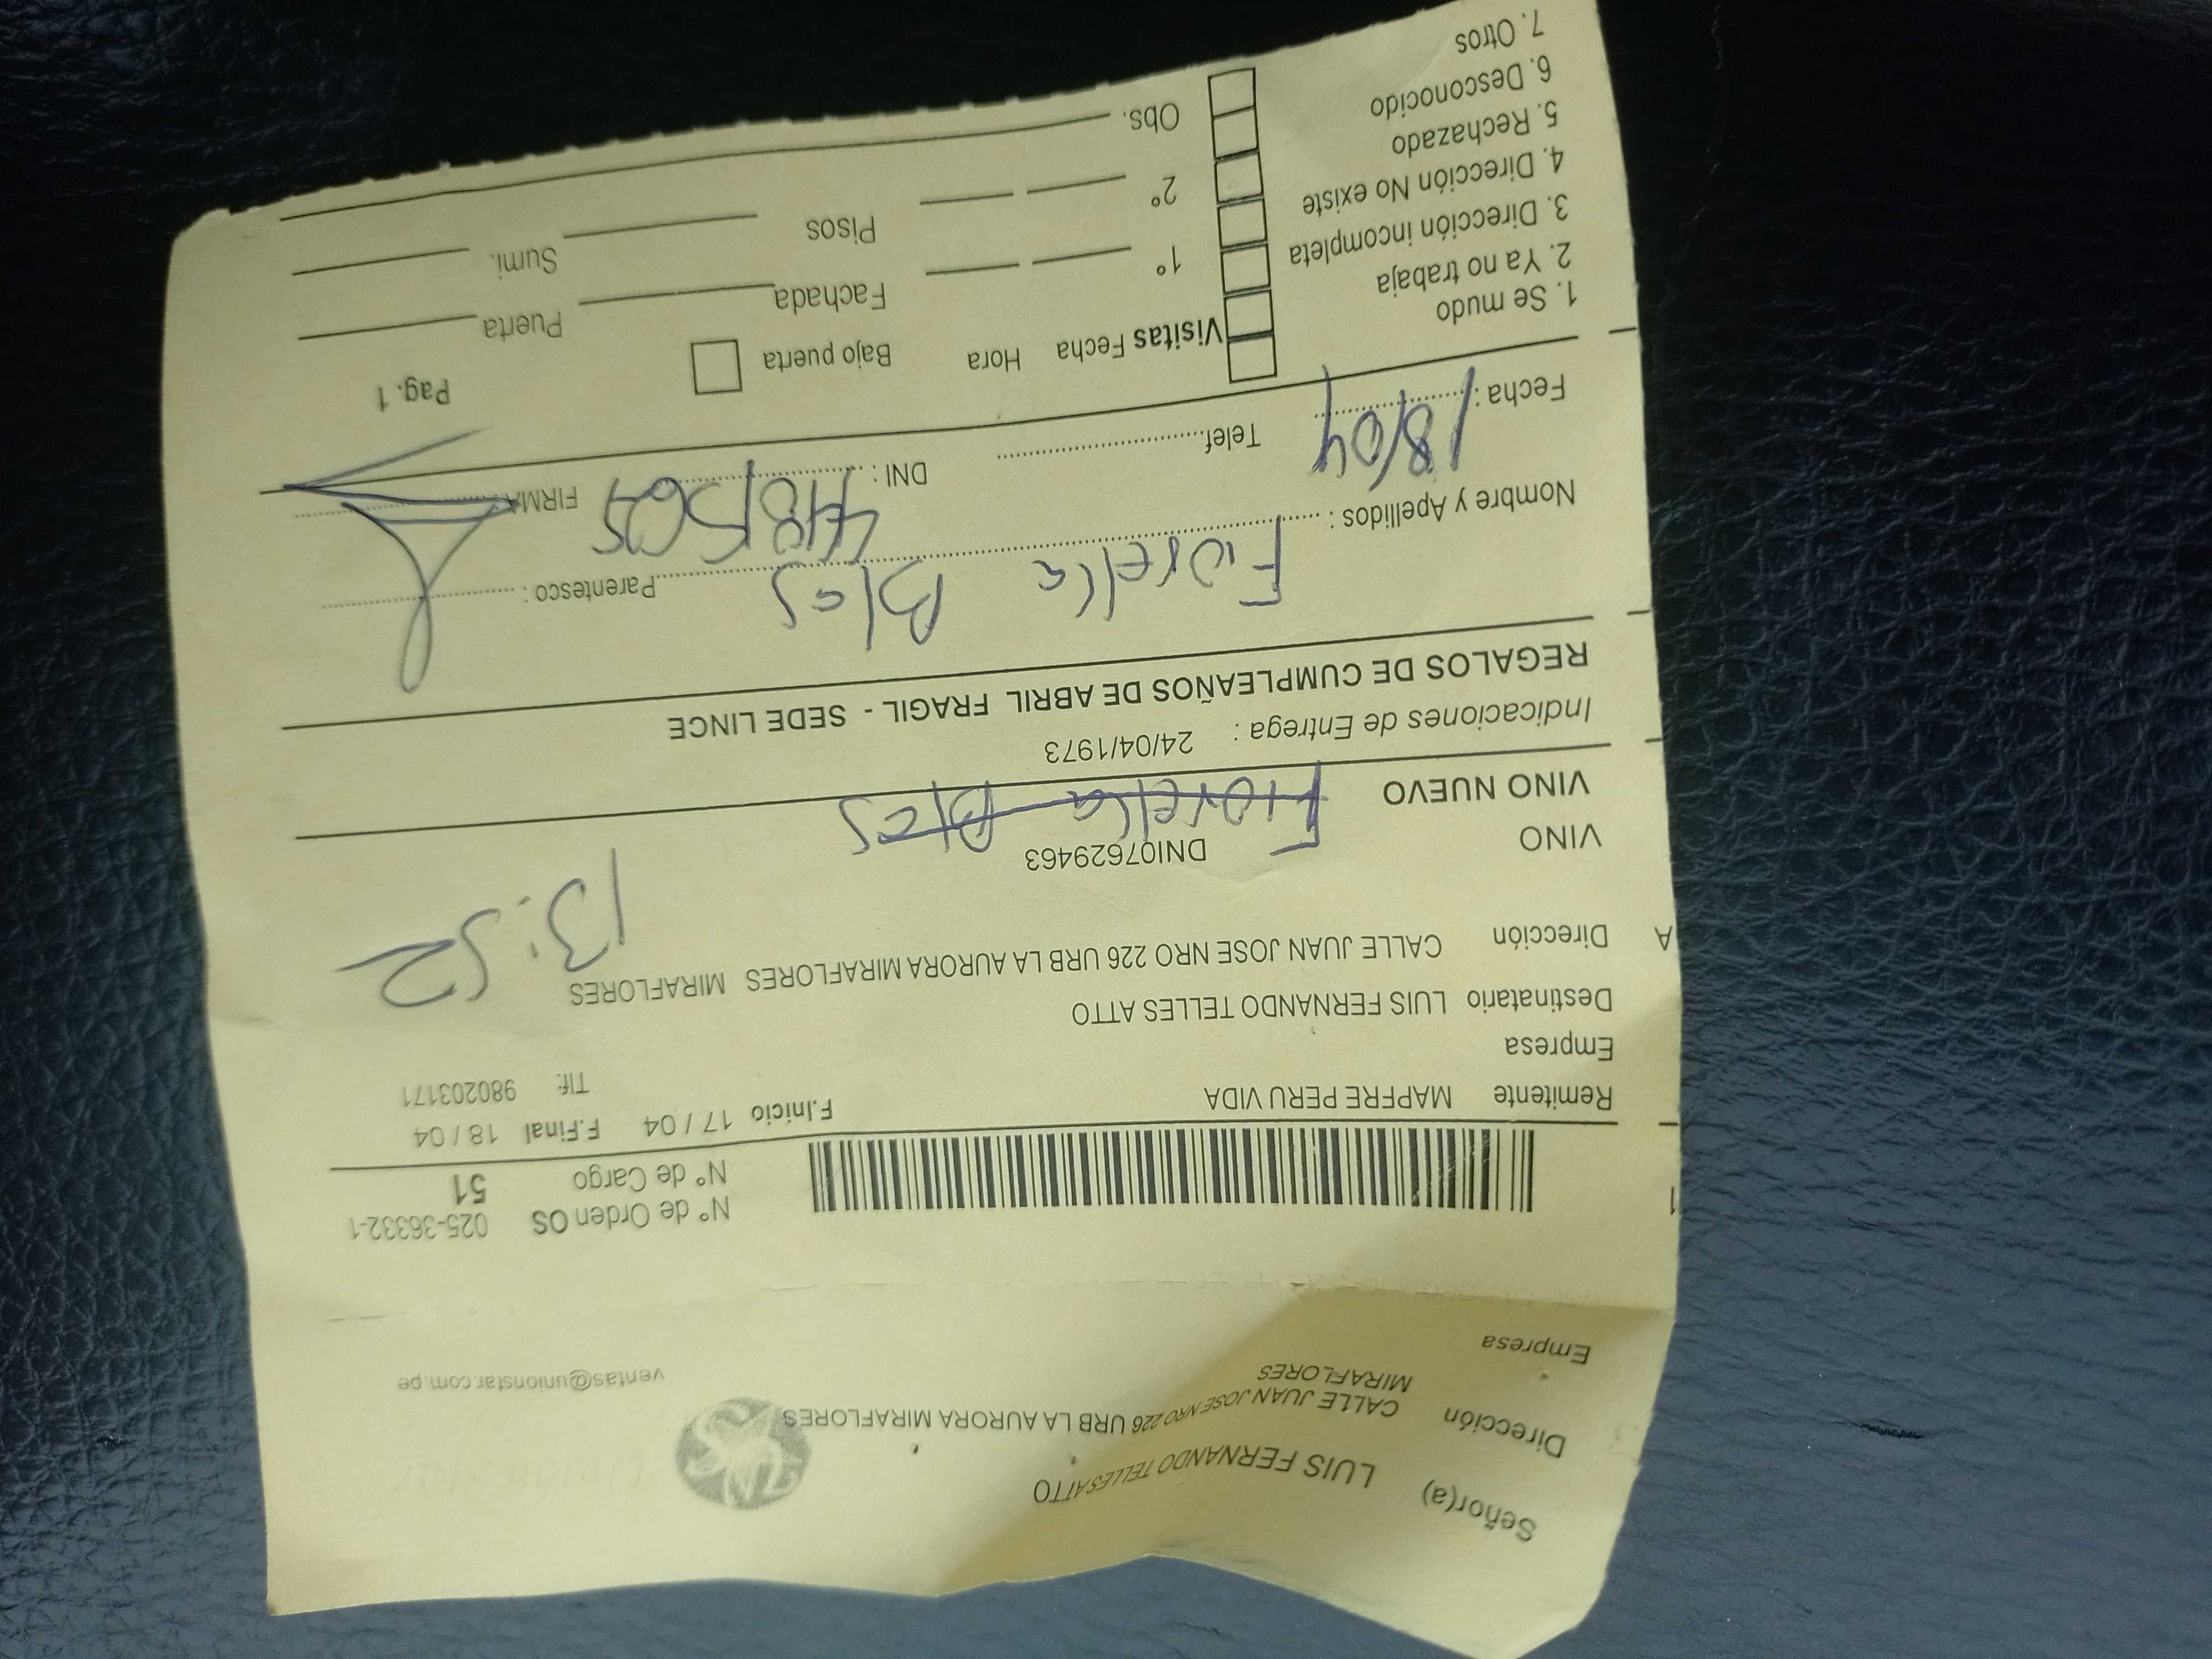 Señor(a) LUIS FERNANDO TELLES ATTO
Dirección CALLE JUAN JOSE NRO 226 URB LA AURORA MIRAFLORES
MIRAFLORES
Empresa
ventas@unionstar.com.pe
N° de Orden OS 025-36332-1
N° de Cargo 51
F.Inicio 17 / 04 F.Final 18 / 04
Remitente MAPFRE PERU VIDA Tlf: 980203171
Empresa
Destinatario LUIS FERNANDO TELLES ATTO
A
Dirección CALLE JUAN JOSE NRO 226 URB LA AURORA MIRAFLORES MIRAFLORES
13:52
VINO DNI07629463
VINO NUEVO Fiorella Blas
Indicaciones de Entrega : 24/04/1973
REGALOS DE CUMPLEAÑOS DE ABRIL FRAGIL - SEDE LINCE
Fiorella Blas
Nombre y Apellidos : Parentesco :
Fecha : 18/04 Telef. DNI : FIRMA
Pag. 1
1. Se mudo
2. Ya no trabaja
3. Dirección incompleta
4. Dirección No existe
5. Rechazado
6. Desconocido
7. Otros
Visitas Fecha Hora Bajo puerta
1° Fachada Puerta
2° Pisos Sumi.
Obs.